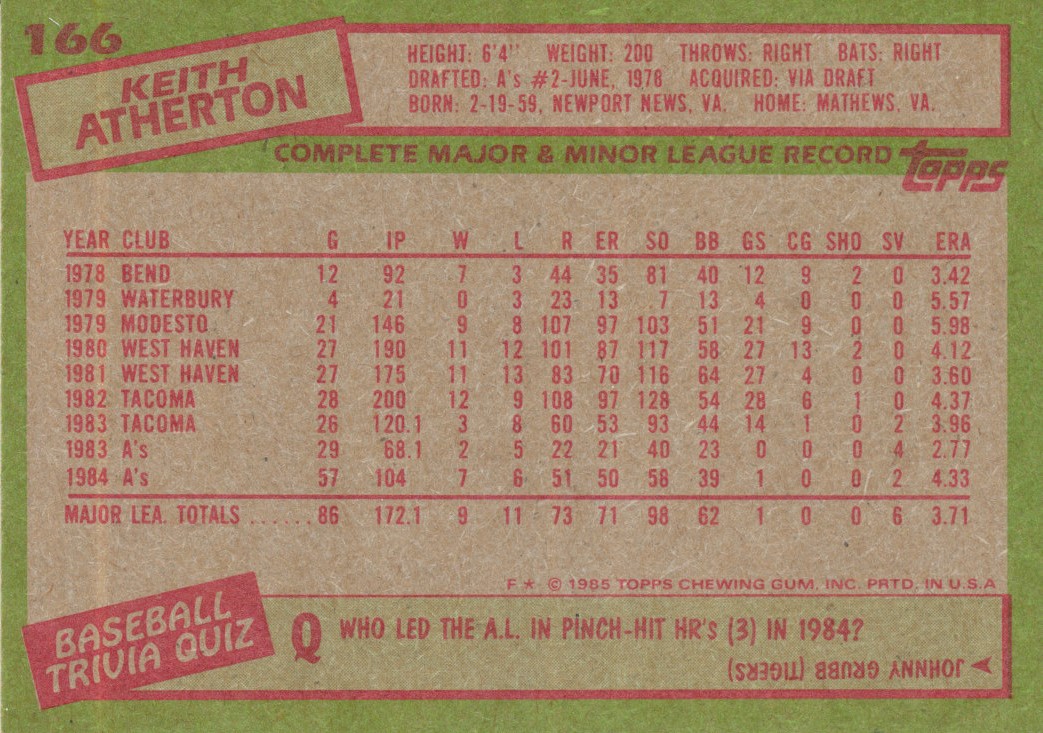 166
KEITH
ATHERTON
HEIGHT: 6'4" WEIGHT: 200 THROWS: RIGHT BATS: RIGHT
DRAFTED: A's #2-JUNE, 1978 ACQUIRED: VIA DRAFT
BORN: 2-19-59, NEWPORT NEWS, VA. HOME: MATHEWS, VA.
COMPLETE MAJOR & MINOR LEAGUE RECORD topps
YEAR CLUB G IP W L R ER SO BB GS CG SHO SV ERA
1978 BEND 12 92 7 3 44 35 81 40 12 9 2 0 3.42
1979 WATERBURY 4 21 0 3 23 13 7 13 4 0 0 0 5.57
1979 MODESTO 21 146 9 8 107 97 103 51 21 9 0 0 5.98
1980 WEST HAVEN 27 190 11 12 101 87 117 58 27 13 2 0 4.12
1981 WEST HAVEN 27 175 11 13 83 70 116 64 27 4 0 0 3.60
1982 TACOMA 28 200 12 9 108 97 128 54 28 6 1 0 4.37
1983 TACOMA 26 120.1 3 8 60 53 93 44 14 1 0 2 3.96
1983 A's 29 68.1 2 5 22 21 40 23 0 0 0 4 2.77
1984 A's 57 104 7 6 51 50 58 39 1 0 0 2 4.33
MAJOR LEA. TOTALS ...... 86 172.1 9 11 73 71 98 62 1 0 0 6 3.71
F★ © 1985 TOPPS CHEWING GUM, INC. PRTD. IN U.S.A
BASEBALL
TRIVIA QUIZ
Q WHO LED THE A.L. IN PINCH-HIT HR's (3) IN 1984?
JOHNNY GRUBB (TIGERS)